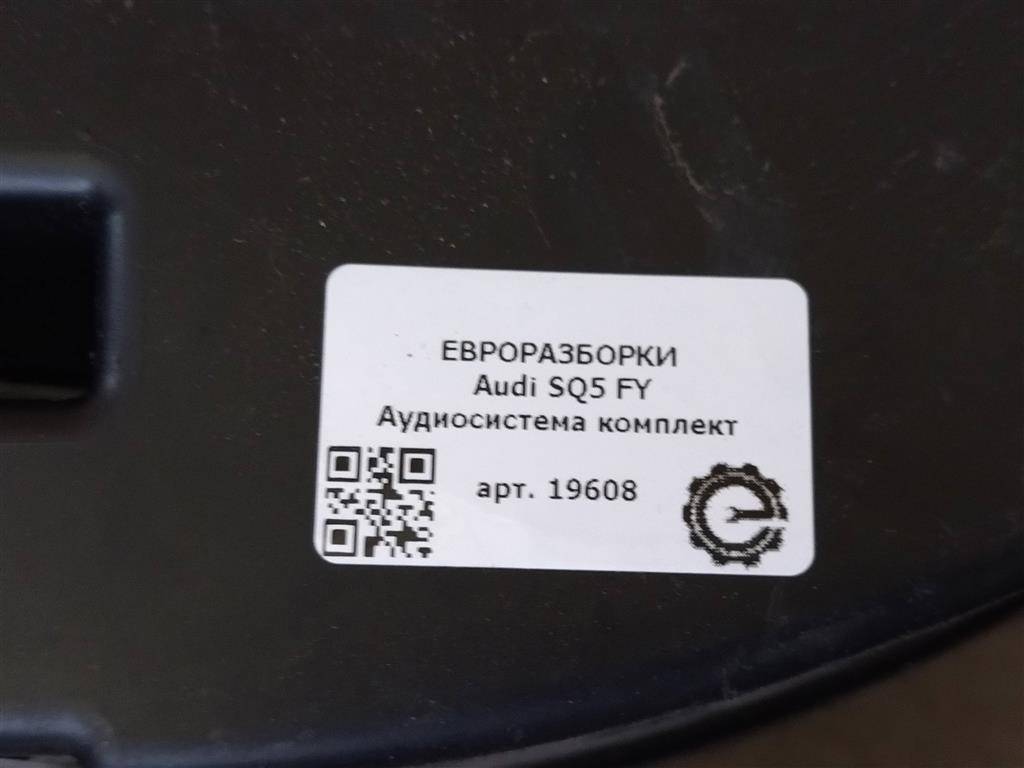 ЕВРОРАЗБОРКИ
Audi SQ5 FY
Аудиосистема комплект
арт. 19608